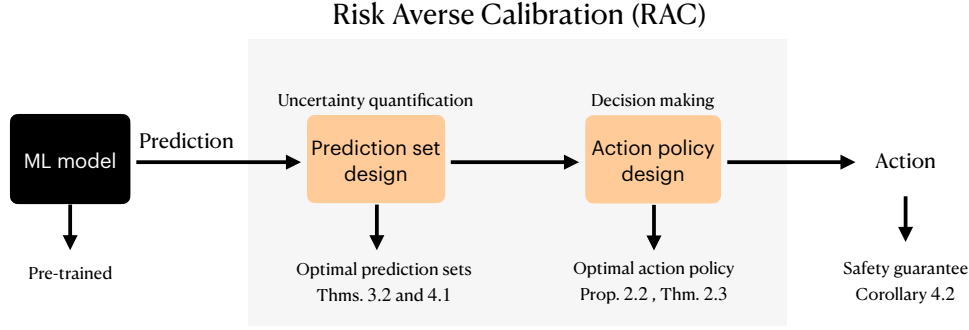 Risk Averse Calibration (RAC)
Uncertainty quantification
Decision making
ML model
Prediction
Prediction set
design
Action policy
design
Action
Pre-trained
Optimal prediction sets
Thms. 3.2 and 4.1
Optimal action policy
Prop. 2.2 , Thm. 2.3
Safety guarantee
Corollary 4.2